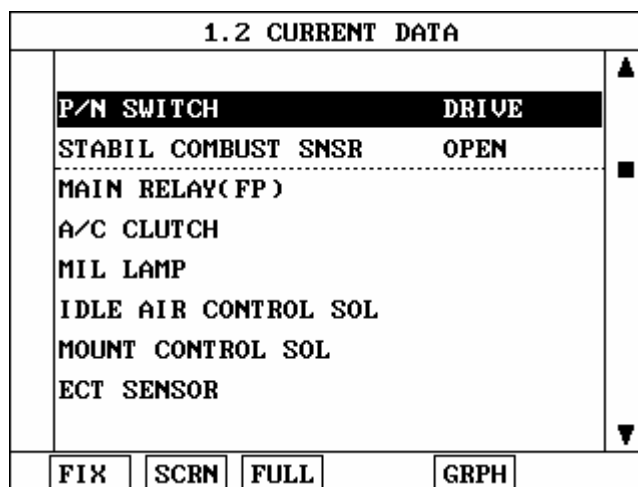 1.2 CURRENT DATA
P/N SWITCH DRIVE
STABIL COMBUST SNSR OPEN
MAIN RELAY(FP)
A/C CLUTCH
MIL LAMP
IDLE AIR CONTROL SOL
MOUNT CONTROL SOL
ECT SENSOR
FIX SCRN FULL GRPH